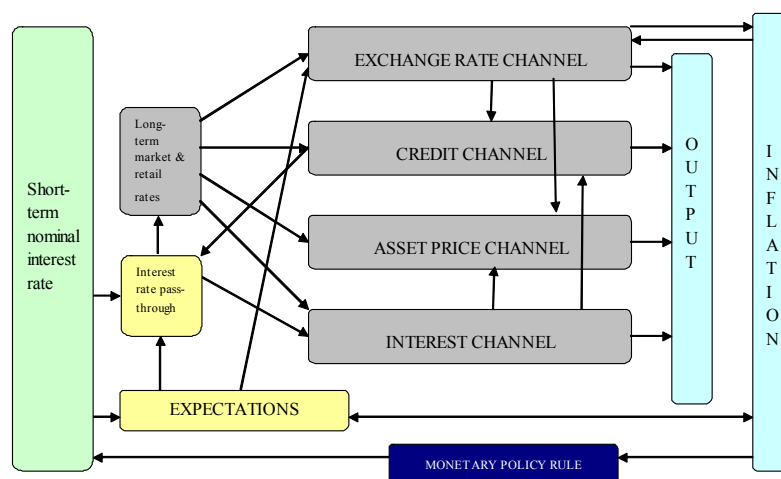 Short-
term
nominal
interest
rate
Long-
term
market &
retail
rates
Interest
rate pass-
through
EXPECTATIONS
EXCHANGE RATE CHANNEL
CREDIT CHANNEL
ASSET PRICE CHANNEL
INTEREST CHANNEL
MONETARY POLICY RULE
O
U
T
P
U
T
I
N
F
L
A
T
I
O
N